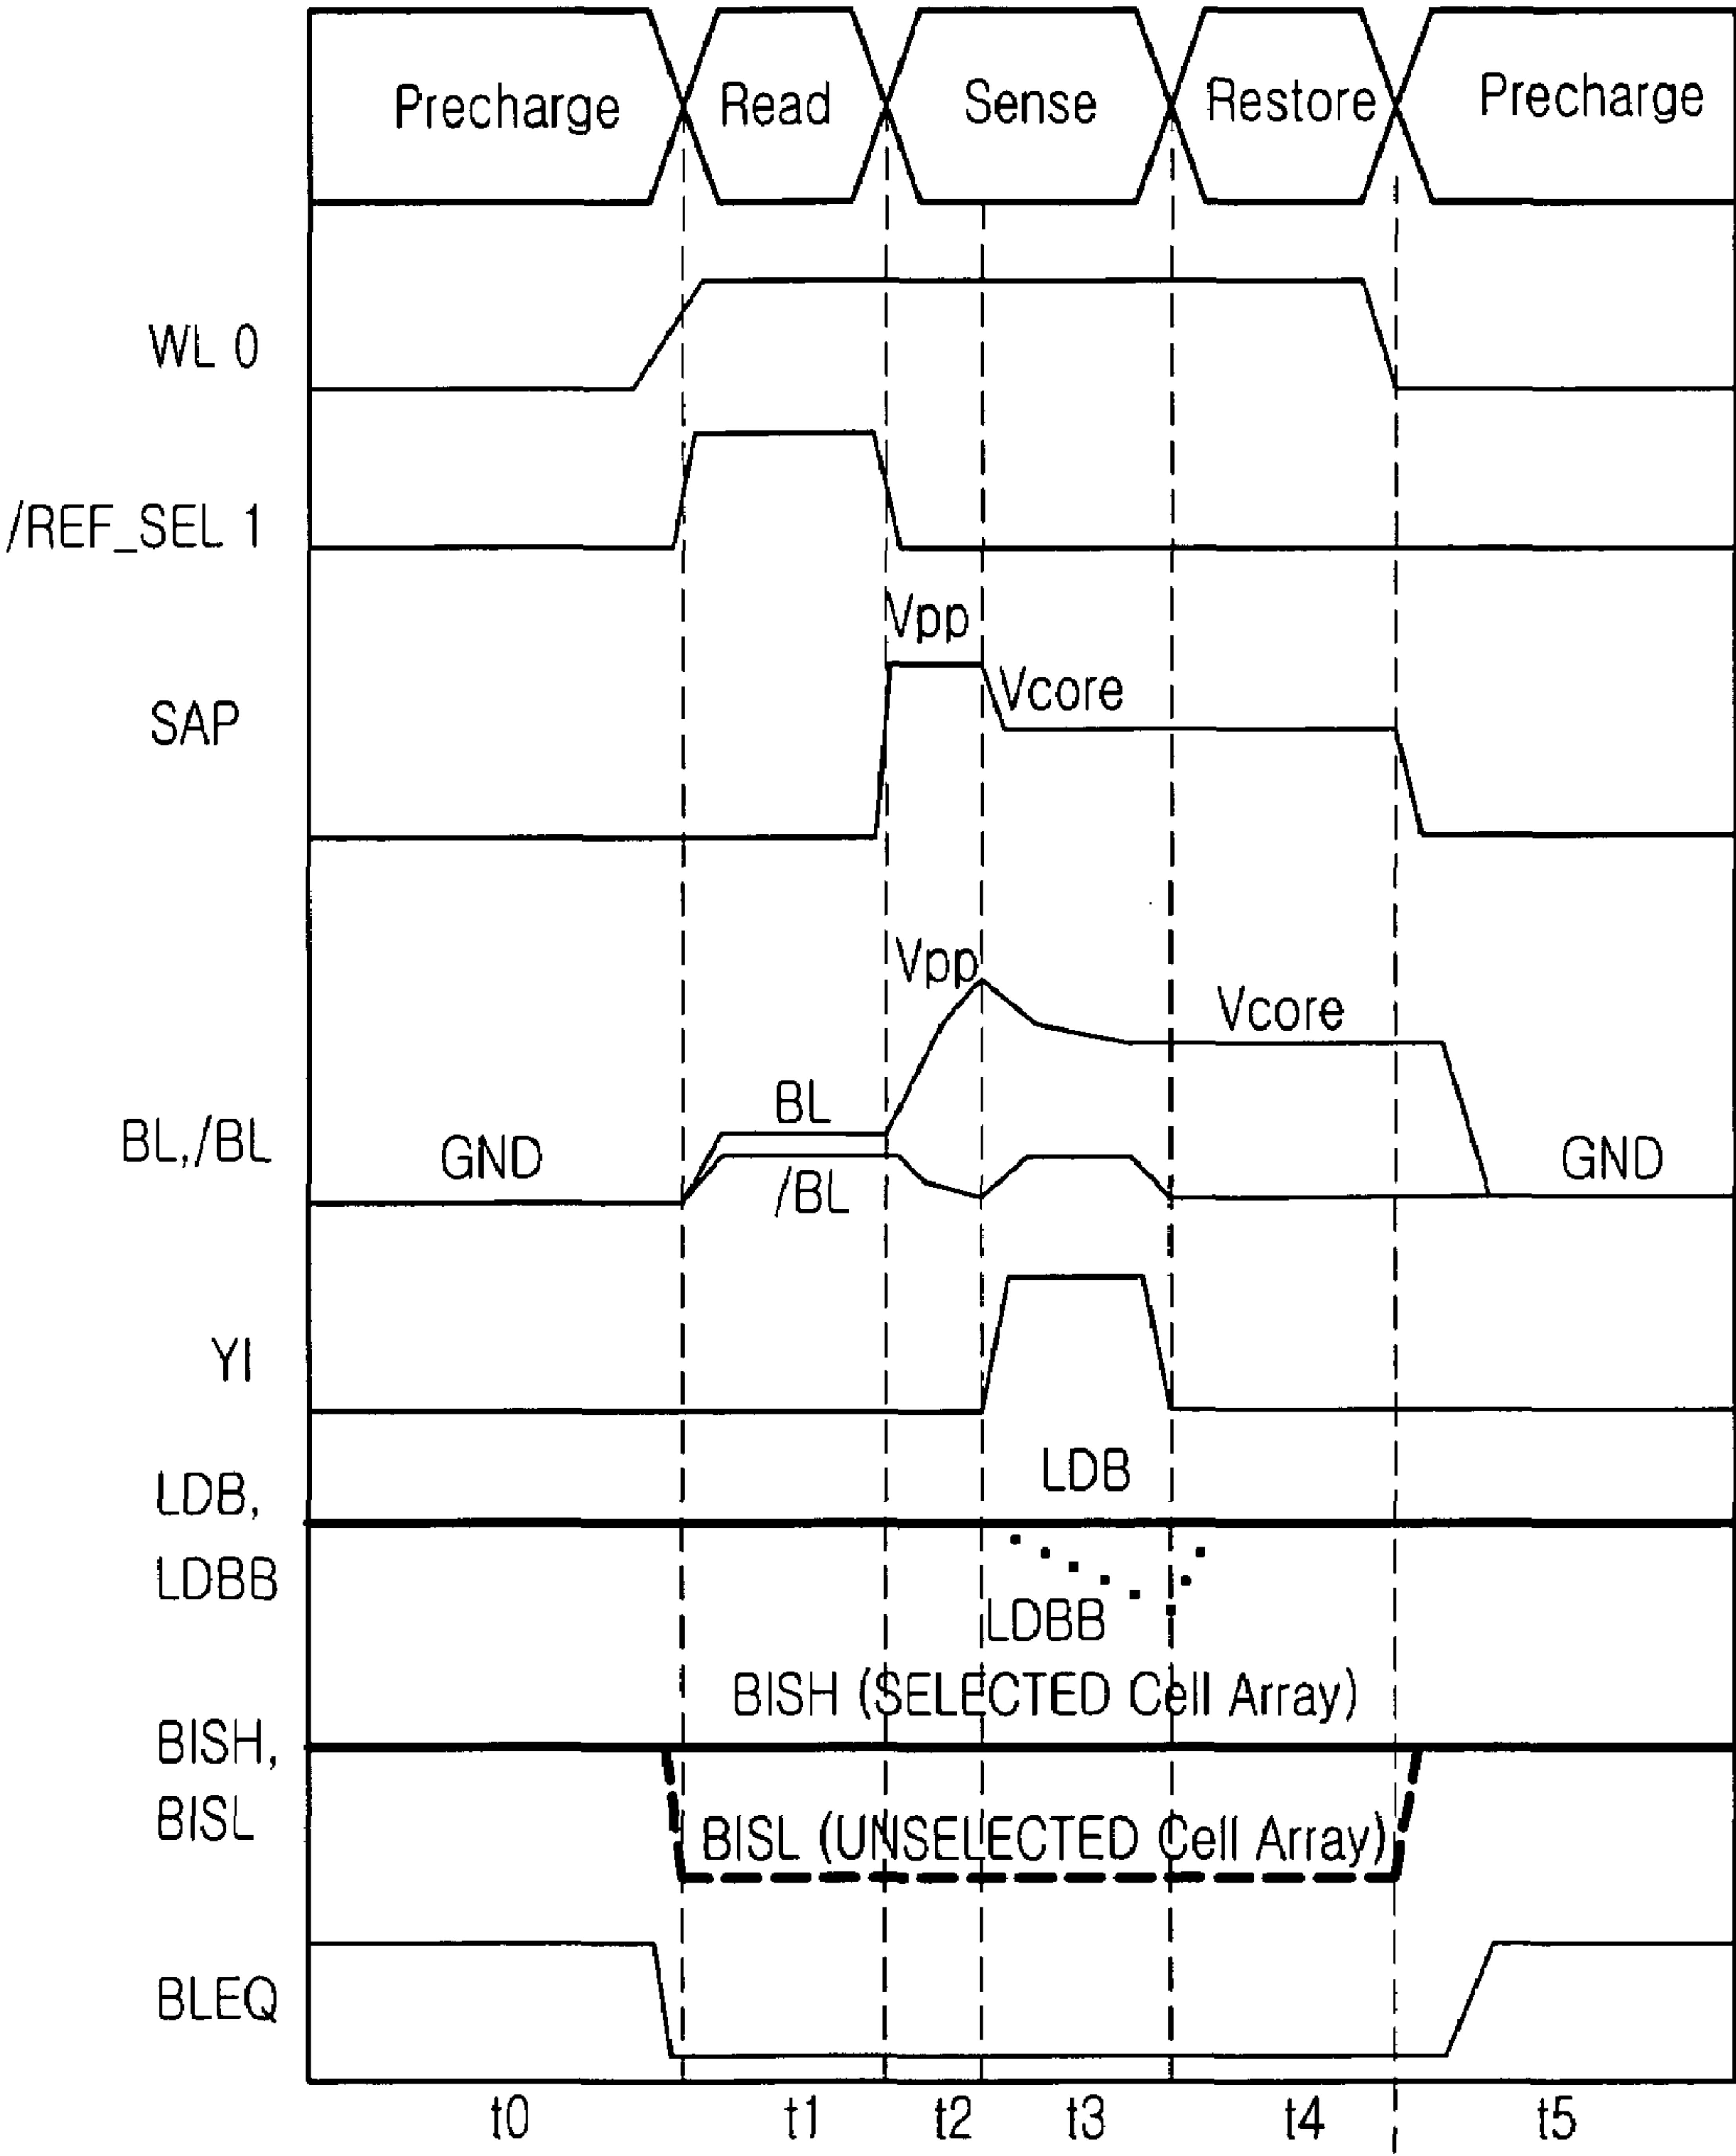 Precharge Read Sense Restore Precharge
WL 0
/REF_SEL 1
Vpp
SAP
Vcore
Vpp
Vcore
BL
BL,/BL
GND
/BL
GND
YI
LDB
LDB,
LDBB
LDBB
BISH (SELECTED Cell Array)
BISH,
BISL
BISL (UNSELECTED Cell Array)
BLEQ
t0 t1 t2 t3 t4 t5